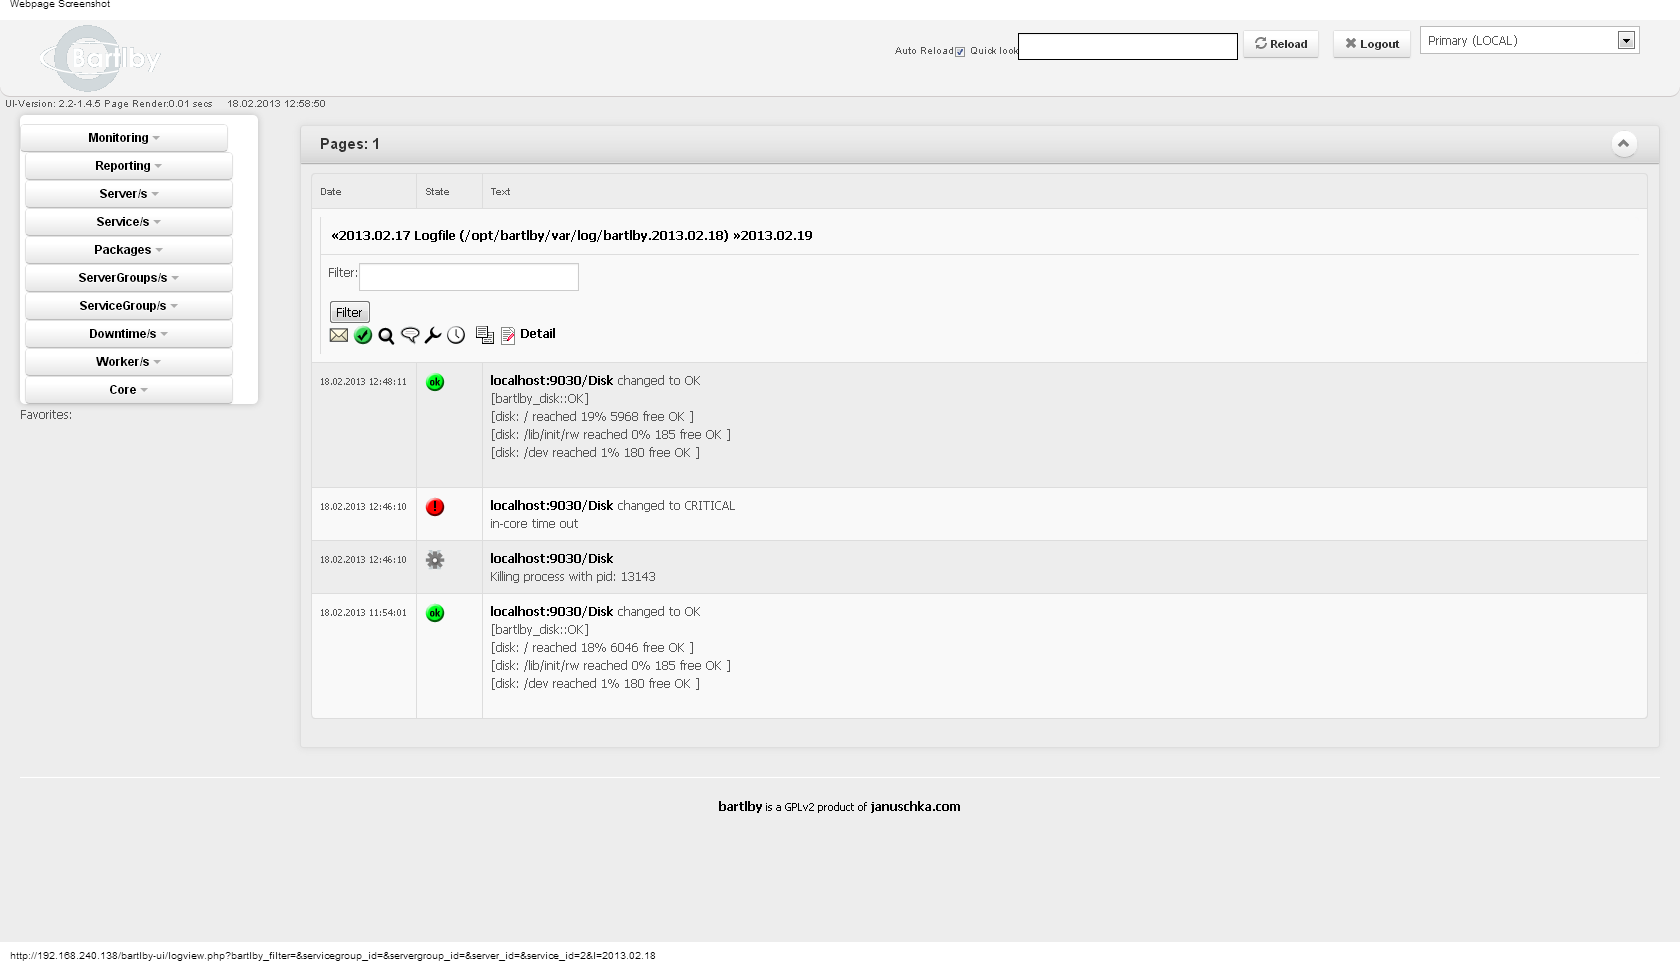 Webpage Screenshot
Bartlby
Auto Reload Quick look Reload Logout Primary (LOCAL)
UI-Version: 2.2-1.4.5 Page Render:0.01 secs 18.02.2013 12:58:50
Monitoring
Reporting
Server/s
Service/s
Packages
ServerGroups/s
ServiceGroup/s
Downtime/s
Worker/s
Core
Favorites:
Pages: 1
Date State Text
«2013.02.17 Logfile (/opt/bartlby/var/log/bartlby.2013.02.18) »2013.02.19
Filter:
Filter
Detail
18.02.2013 12:48:11 ok localhost:9030/Disk changed to OK
[bartlby_disk::OK]
[disk: / reached 19% 5968 free OK ]
[disk: /lib/init/rw reached 0% 185 free OK ]
[disk: /dev reached 1% 180 free OK ]
18.02.2013 12:46:10 ! localhost:9030/Disk changed to CRITICAL
in-core time out
18.02.2013 12:46:10 localhost:9030/Disk
Killing process with pid: 13143
18.02.2013 11:54:01 ok localhost:9030/Disk changed to OK
[bartlby_disk::OK]
[disk: / reached 18% 6046 free OK ]
[disk: /lib/init/rw reached 0% 185 free OK ]
[disk: /dev reached 1% 180 free OK ]
bartlby is a GPLv2 product of januschka.com
http://192.168.240.138/bartlby-ui/logview.php?bartlby_filter=&servicegroup_id=&servergroup_id=&server_id=&service_id=2&l=2013.02.18